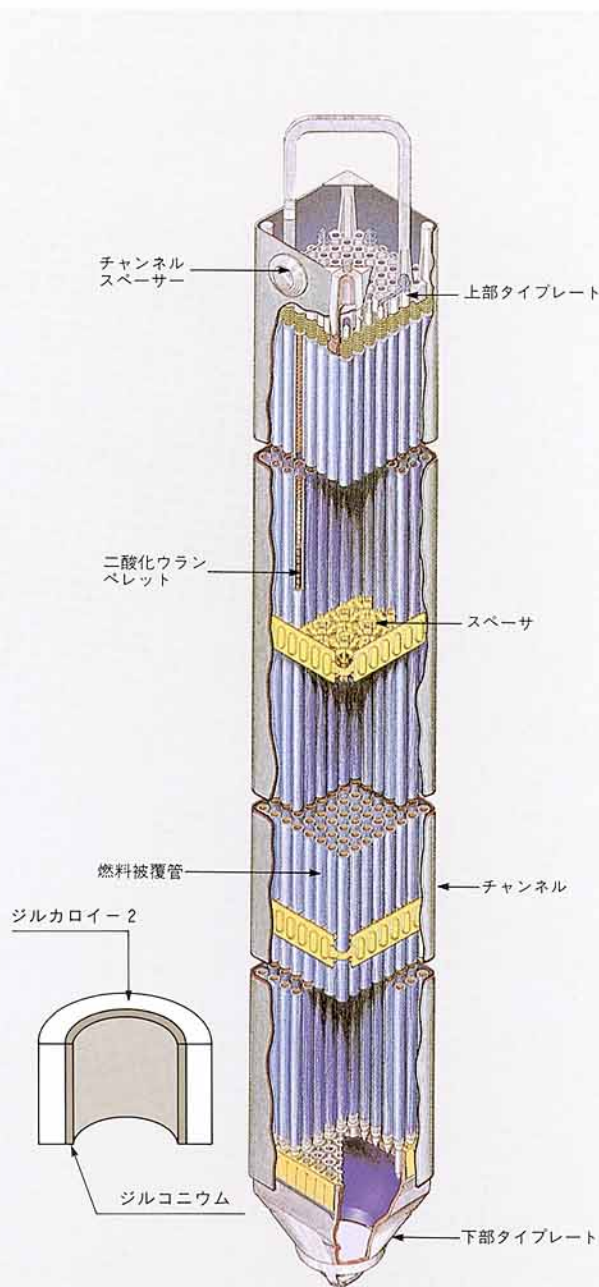 チャンネル
スペーサー
上部タイプレート
二酸化ウラン
ペレット
スペーサ
燃料被覆管
チャンネル
ジルカロイー2
ジルコニウム
下部タイプレート